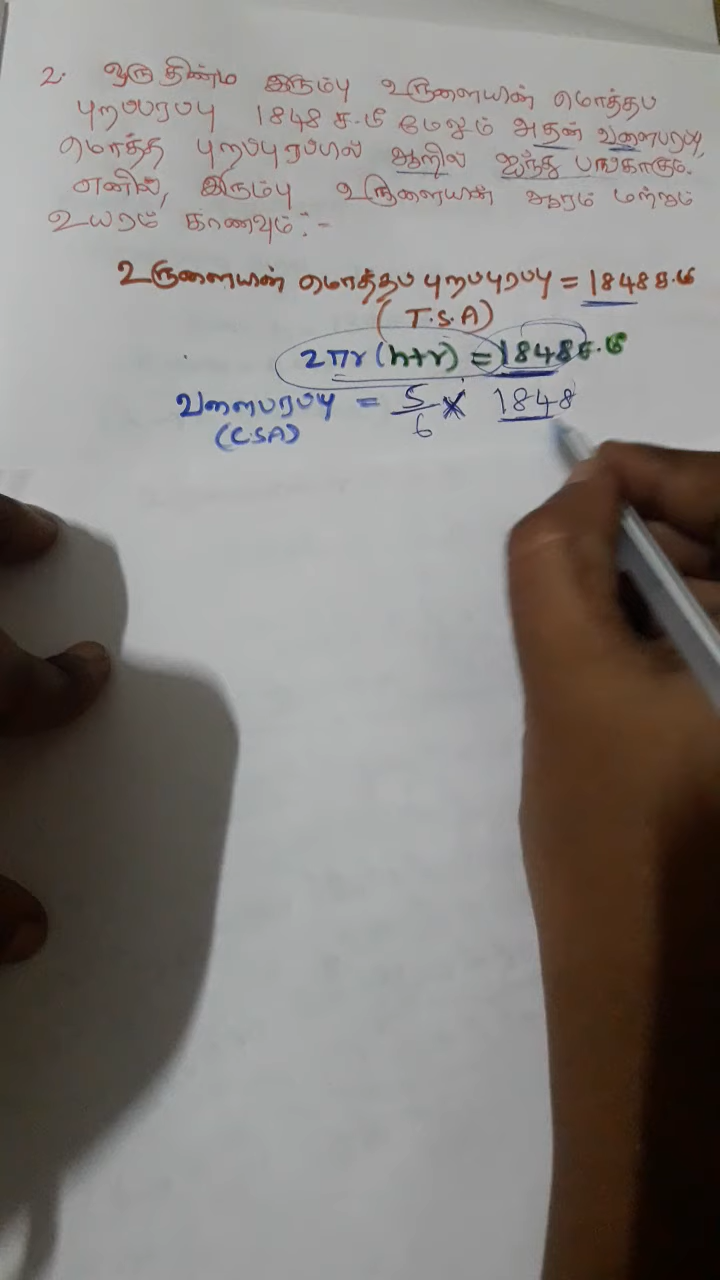 2. ஒரு திண்ம இரும்பு உருளையின் மொத்தப்
புறப்பரப்பு 1848 ச.மீ மேலும் அதன் வளைபரப்பு,
மொத்த புறப்பரப்பில் ஆறில் ஐந்து பங்காகும்.
எனில், இரும்பு உருளையின் ஆரம் மற்றும்
உயரம் காணவும்:-
உருளையின் மொத்தப் புறப்பரப்பு = 1848 ச.மீ
(T.S.A)
2πr(h+r) = 1848 ச.மீ
வளைபரப்பு = 5/6 × 1848
(C.S.A)